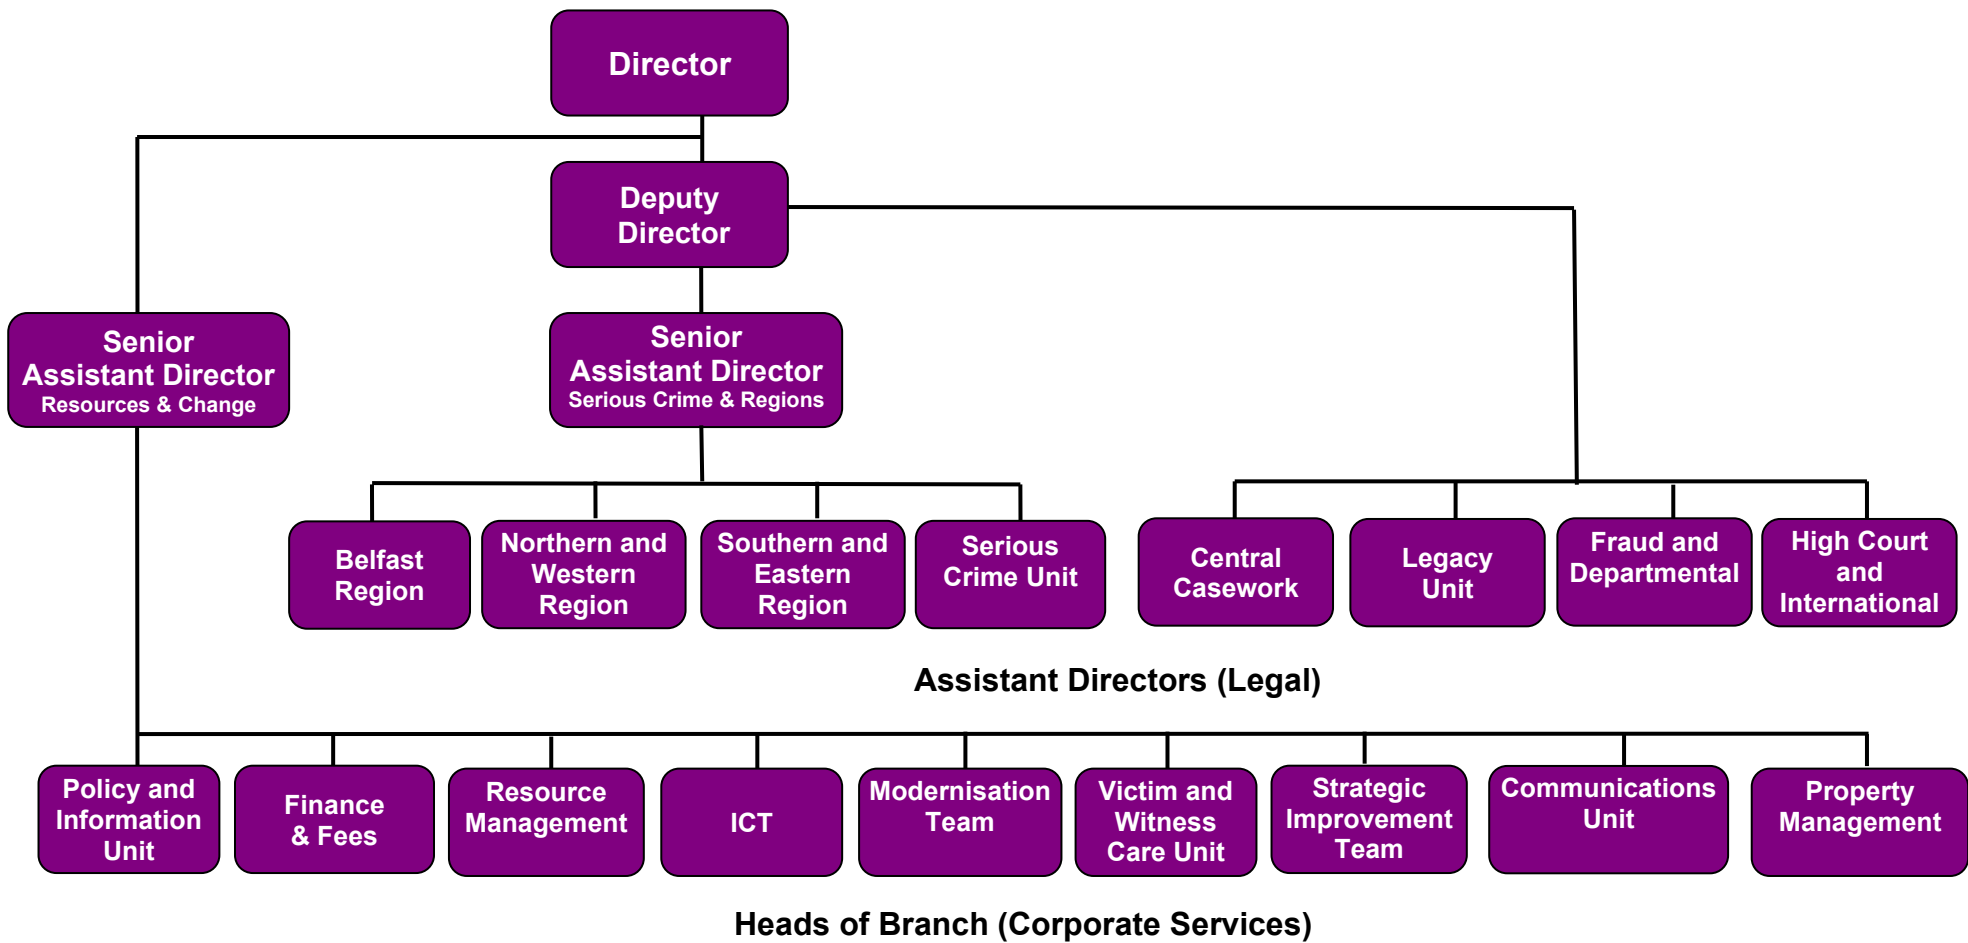 Director
Deputy
Director
Senior
Assistant Director
Resources & Change
Senior
Assistant Director
Serious Crime & Regions
Belfast
Region
Northern and
Western
Region
Southern and
Eastern
Region
Serious
Crime Unit
Central
Casework
Legacy
Unit
Fraud and
Departmental
High Court
and
International
Assistant Directors (Legal)
Policy and
Information
Unit
Finance
& Fees
Resource
Management
ICT
Modernisation
Team
Victim and
Witness
Care Unit
Strategic
Improvement
Team
Communications
Unit
Property
Management
Heads of Branch (Corporate Services)